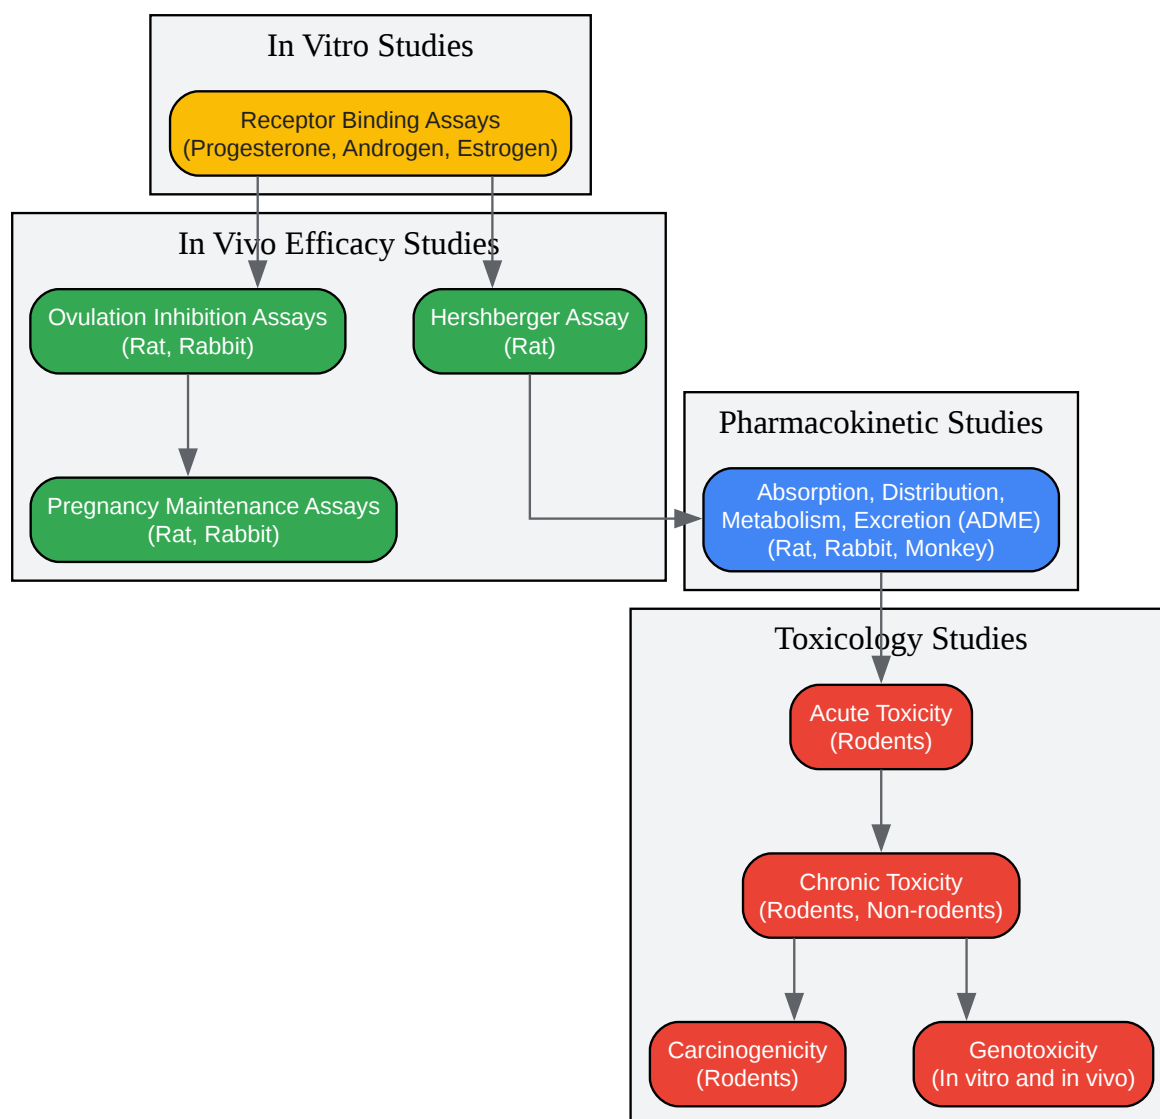 In Vitro Studies
Receptor Binding Assays
(Progesterone, Androgen, Estrogen)
In Vivo Efficacy Studies
Ovulation Inhibition Assays
(Rat, Rabbit)
Hershberger Assay
(Rat)
Pregnancy Maintenance Assays
(Rat, Rabbit)
Pharmacokinetic Studies
Absorption, Distribution,
Metabolism, Excretion (ADME)
(Rat, Rabbit, Monkey)
Toxicology Studies
Acute Toxicity
(Rodents)
Chronic Toxicity
(Rodents, Non-rodents)
Carcinogenicity
(Rodents)
Genotoxicity
(In vitro and in vivo)